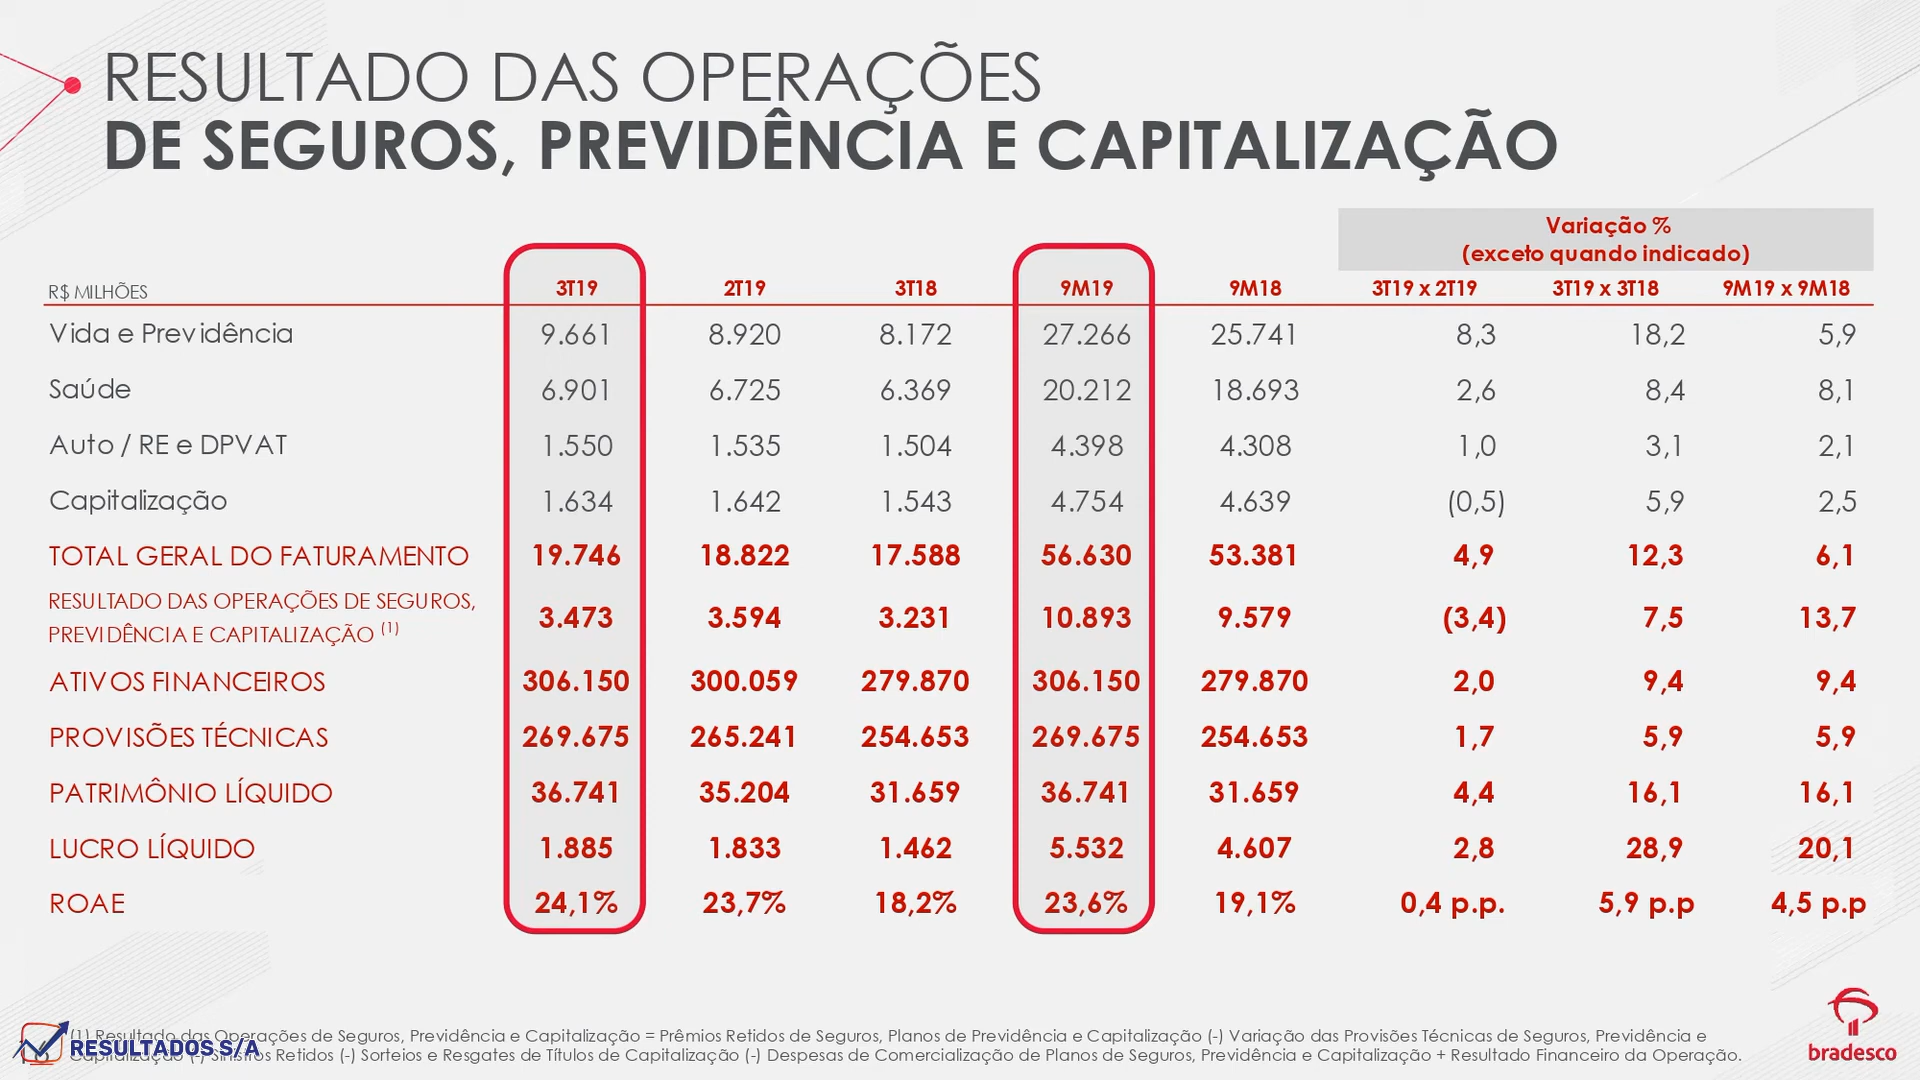 RESULTADO DAS OPERAÇÕES
DE SEGUROS, PREVIDÊNCIA E CAPITALIZAÇÃO
Variação %
(exceto quando indicado)
R$ MILHÕES 3T19 2T19 3T18 9M19 9M18 3T19 x 2T19 3T19 x 3T18 9M19 x 9M18
Vida e Previdência 9.661 8.920 8.172 27.266 25.741 8,3 18,2 5,9
Saúde 6.901 6.725 6.369 20.212 18.693 2,6 8,4 8,1
Auto / RE e DPVAT 1.550 1.535 1.504 4.398 4.308 1,0 3,1 2,1
Capitalização 1.634 1.642 1.543 4.754 4.639 (0,5) 5,9 2,5
TOTAL GERAL DO FATURAMENTO 19.746 18.822 17.588 56.630 53.381 4,9 12,3 6,1
RESULTADO DAS OPERAÇÕES DE SEGUROS,
PREVIDÊNCIA E CAPITALIZAÇÃO (1) 3.473 3.594 3.231 10.893 9.579 (3,4) 7,5 13,7
ATIVOS FINANCEIROS 306.150 300.059 279.870 306.150 279.870 2,0 9,4 9,4
PROVISÕES TÉCNICAS 269.675 265.241 254.653 269.675 254.653 1,7 5,9 5,9
PATRIMÔNIO LÍQUIDO 36.741 35.204 31.659 36.741 31.659 4,4 16,1 16,1
LUCRO LÍQUIDO 1.885 1.833 1.462 5.532 4.607 2,8 28,9 20,1
ROAE 24,1% 23,7% 18,2% 23,6% 19,1% 0,4 p.p. 5,9 p.p 4,5 p.p
(1) Resultado das Operações de Seguros, Previdência e Capitalização = Prêmios Retidos de Seguros, Planos de Previdência e Capitalização (-) Variação das Provisões Técnicas de Seguros, Previdência e
Capitalização (-) Sinistros Retidos (-) Sorteios e Resgates de Títulos de Capitalização (-) Despesas de Comercialização de Planos de Seguros, Previdência e Capitalização + Resultado Financeiro da Operação.
RESULTADOS S/A
bradesco